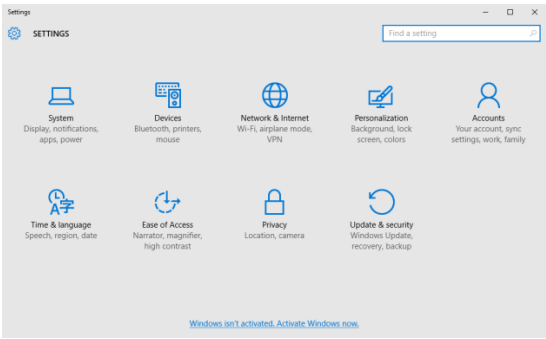 Settings
SETTINGS
Find a setting
System
Display, notifications,
apps, power
Devices
Bluetooth, printers,
mouse
Network & Internet
Wi-Fi, airplane mode,
VPN
Personalization
Background, lock
screen, colors
Accounts
Your account, sync
settings, work, family
A字
Time & language
Speech, region, date
Ease of Access
Narrator, magnifier,
high contrast
Privacy
Location, camera
Update & security
Windows Update,
recovery, backup
Windows isn't activated. Activate Windows now.